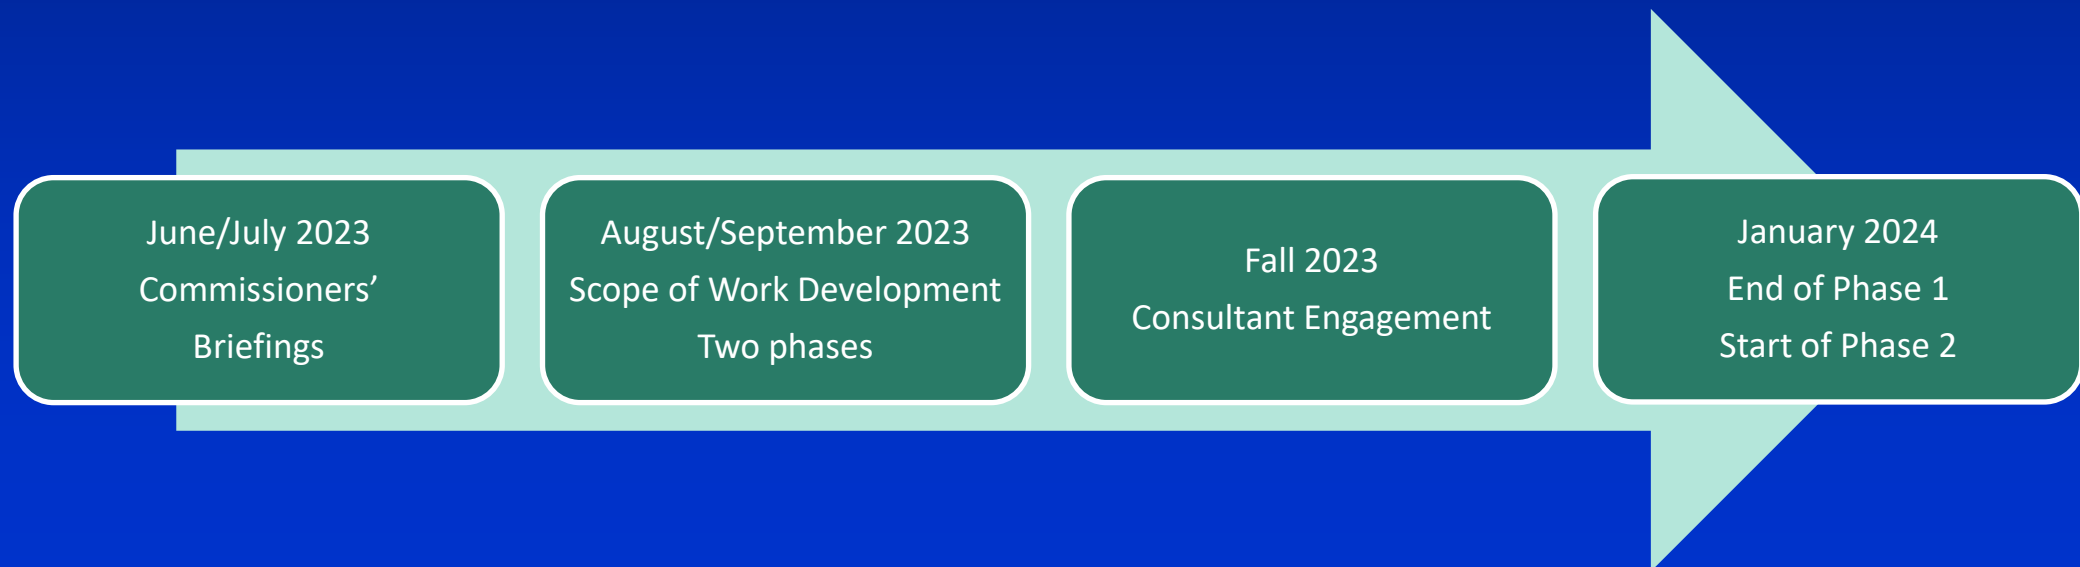 June/July 2023
Commissioners’
Briefings
August/September 2023
Scope of Work Development
Two phases
Fall 2023
Consultant Engagement
January 2024
End of Phase 1
Start of Phase 2